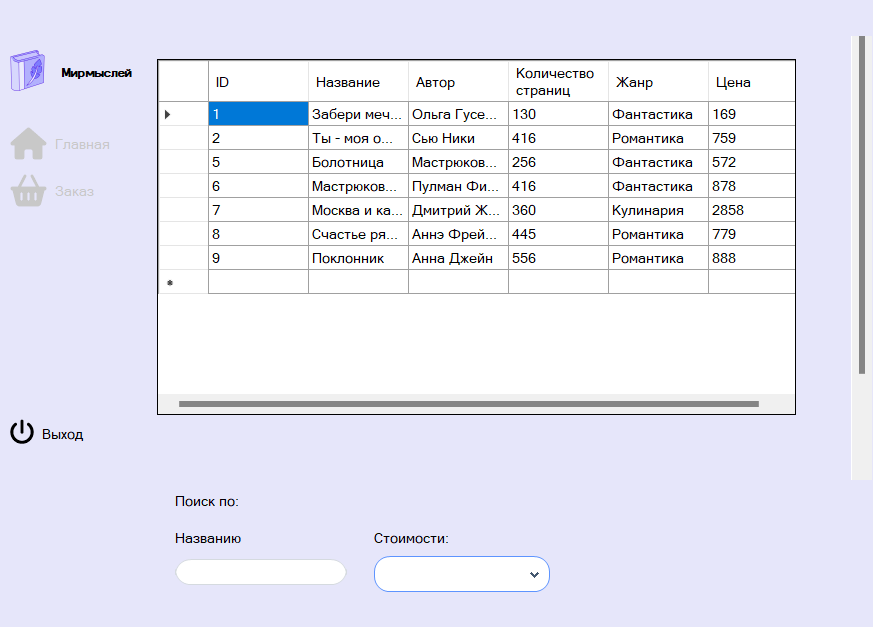 Мирмыслей
Главная
Заказ
Выход
ID Название Автор Количество страниц Жанр Цена
1 Забери меч... Ольга Гусе... 130 Фантастика 169
2 Ты - моя о... Сью Ники 416 Романтика 759
5 Болотница Мастрюков... 256 Фантастика 572
6 Мастрюков... Пулман Фи... 416 Фантастика 878
7 Москва и ка... Дмитрий Ж... 360 Кулинария 2858
8 Счастье ря... Аннэ Фрей... 445 Романтика 779
9 Поклонник Анна Джейн 556 Романтика 888
Поиск по:
Названию Стоимости: